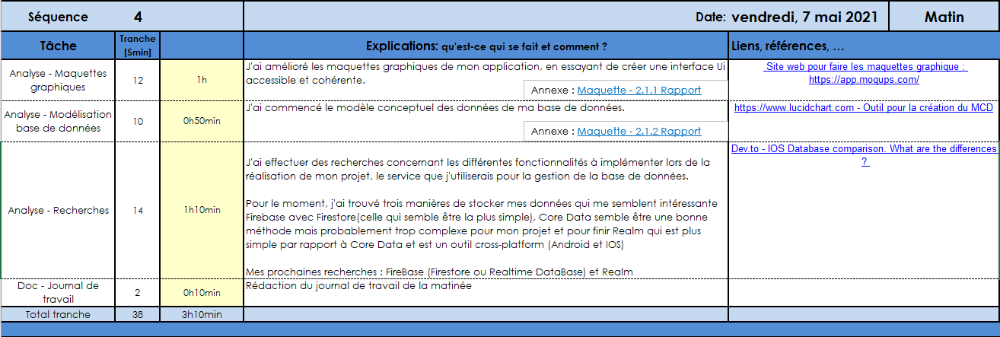 Séquence 4 Date: vendredi, 7 mai 2021 Matin
Tâche Tranche [5min] Explications: qu'est-ce qui se fait et comment ? Liens, références, …
Analyse - Maquettes
graphiques
12
1h
J'ai amélioré les maquettes graphiques de mon application, en essayant de créer une interface Ui
accessible et cohérente.
Annexe : Maquette - 2.1.1 Rapport
Site web pour faire les maquettes graphique :
https://app.moqups.com/
Analyse - Modélisation
base de données
10
0h50min
J'ai commencé le modèle conceptuel des données de ma base de données.
Annexe : Maquette - 2.1.2 Rapport
https://www.lucidchart.com - Outil pour la création du MCD
Analyse - Recherches
14
1h10min
J'ai effectuer des recherches concernant les différentes fonctionnalités à implémenter lors de la
réalisation de mon projet, le service que j'utiliserais pour la gestion de la base de données.
Pour le moment, j'ai trouvé trois manières de stocker mes données qui me semblent intéressante
Firebase avec Firestore(celle qui semble être la plus simple), Core Data semble être une bonne
méthode mais probablement trop complexe pour mon projet et pour finir Realm qui est plus
simple par rapport à Core Data et est un outil cross-platform (Android et IOS)
Mes prochaines recherches : FireBase (Firestore ou Realtime DataBase) et Realm
Dev.to - IOS Database comparison. What are the differences
?
Doc - Journal de
travail
2
0h10min
Rédaction du journal de travail de la matinée
Total tranche 38 3h10min